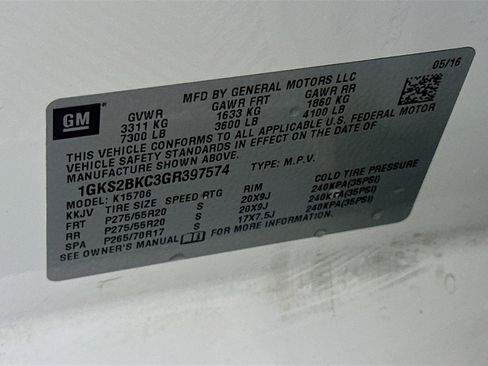 MFD BY GENERAL MOTORS LLC 05/16
GM GVWR GAWR FRT GAWR RR
3311 KG 1633 KG 1860 KG
7300 LB 3600 LB 4100 LB
THIS VEHICLE CONFORMS TO ALL APPLICABLE U.S. FEDERAL MOTOR
VEHICLE SAFETY STANDARDS IN EFFECT ON THE DATE OF
MANUFACTURE SHOWN ABOVE.
1GKS2BKC3GR397574 TYPE: M.P.V.
MODEL: K15706
KKJV TIRE SIZE SPEED RTG RIM COLD TIRE PRESSURE
FRT P275/55R20 S 20X9J 240KPA(35PSI)
RR P275/55R20 S 20X9J 240KPA(35PSI)
SPA P265/70R17 S 17X7.5J 240KPA(35PSI)
SEE OWNER'S MANUAL FOR MORE INFORMATION.